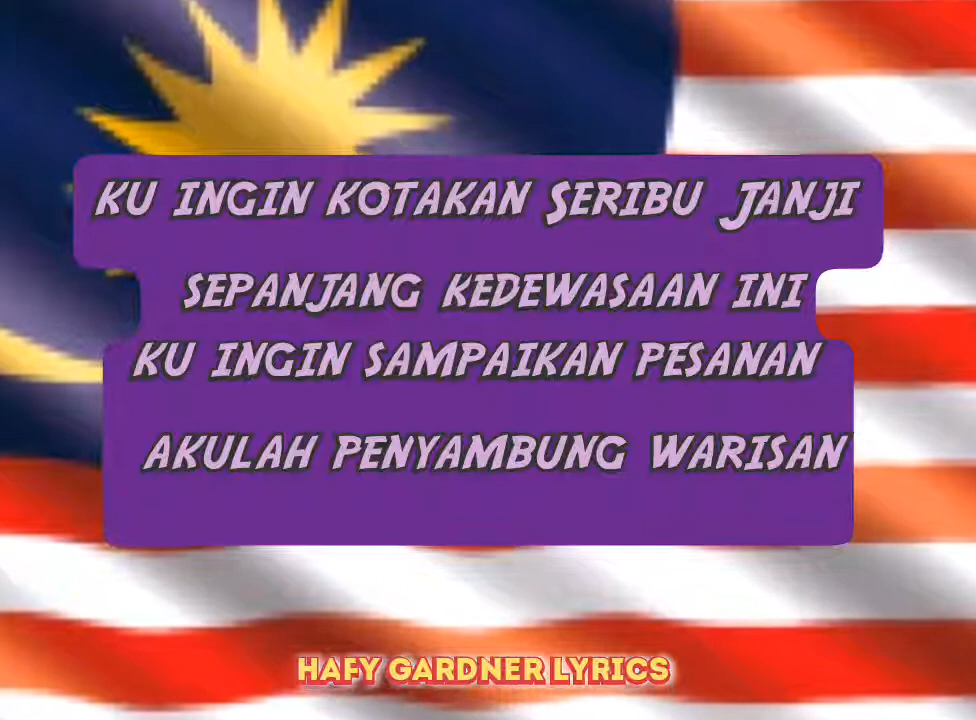 KU INGIN KOTAKAN SERIBU JANJI
SEPANJANG KEDEWASAAN INI
KU INGIN SAMPAIKAN PESANAN
AKULAH PENYAMBUNG WARISAN
HAFY GARDNER LYRICS